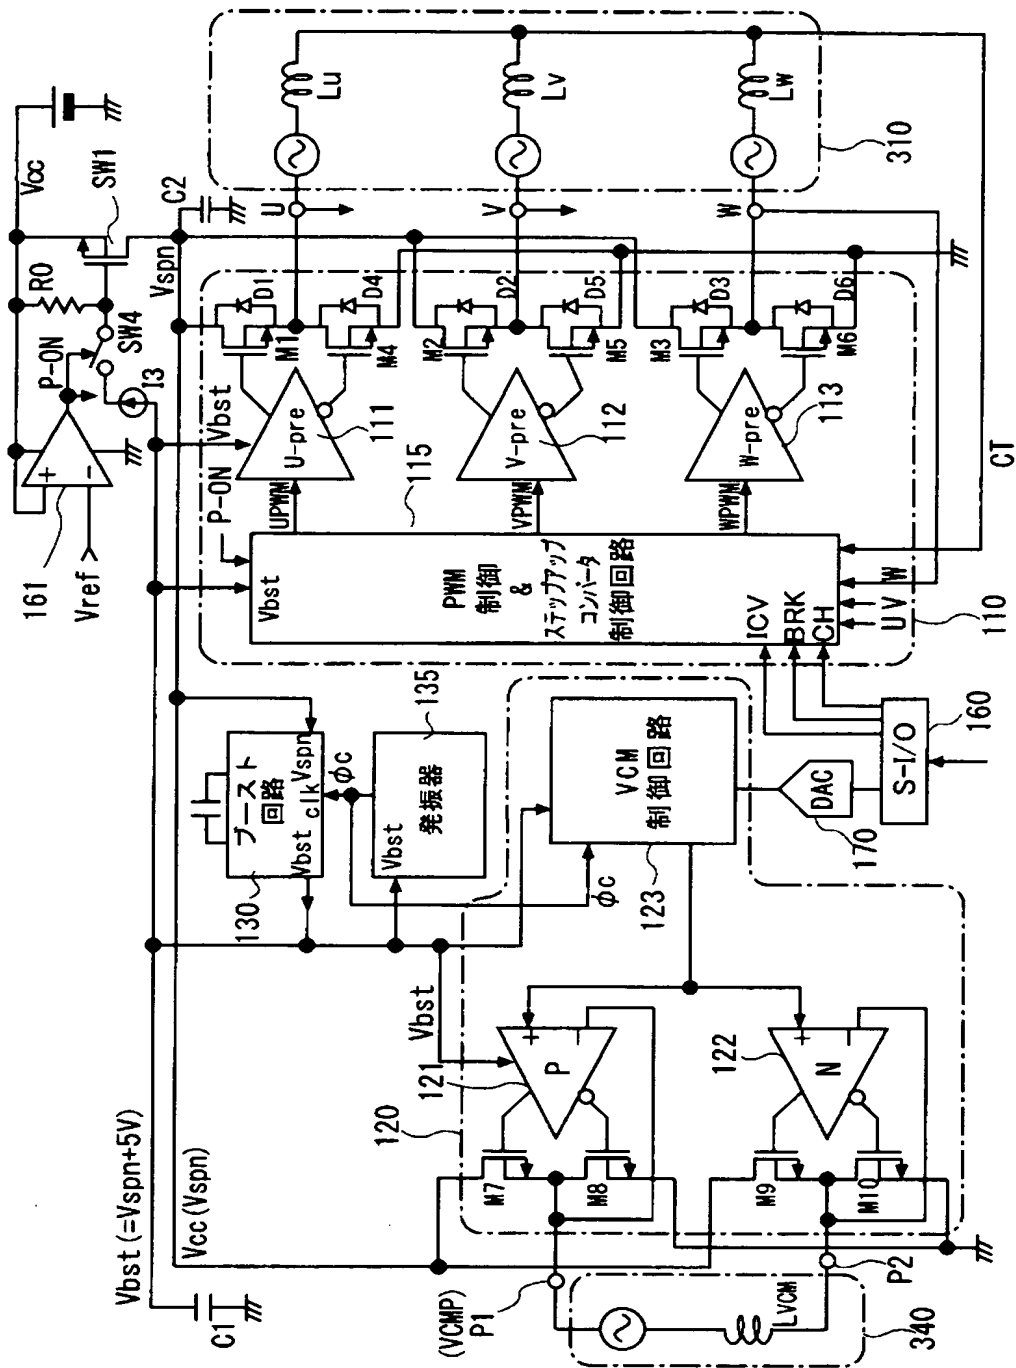 Vcc
SW1
R0
P-ON
SW4
I3
161
Vref
+
−
Vspn
C2
U
V
W
Lu
Lv
Lw
310
Vbst
P-ON
115
U-pre
111
V-pre
112
W-pre
113
M1
D1
M4
D4
M2
D2
M5
D5
M3
D3
M6
D6
UPWM
VPWM
WPWM
Vbst
PWM
制御
&
ステップアップ
コンバータ
制御回路
ICV
BRK
CH
U
V
W
CT
110
ブースト
回路
Vspn
Vbst
clk
130
φc
発振器
Vbst
135
VCM
制御回路
123
φc
DAC
170
S-I/O
160
Vbst(=Vspn+5V)
Vcc(Vspn)
C1
Vbst
121
P
+
−
120
122
N
+
−
M7
M8
M9
M10
(VCMP)
P1
P2
LVCM
340